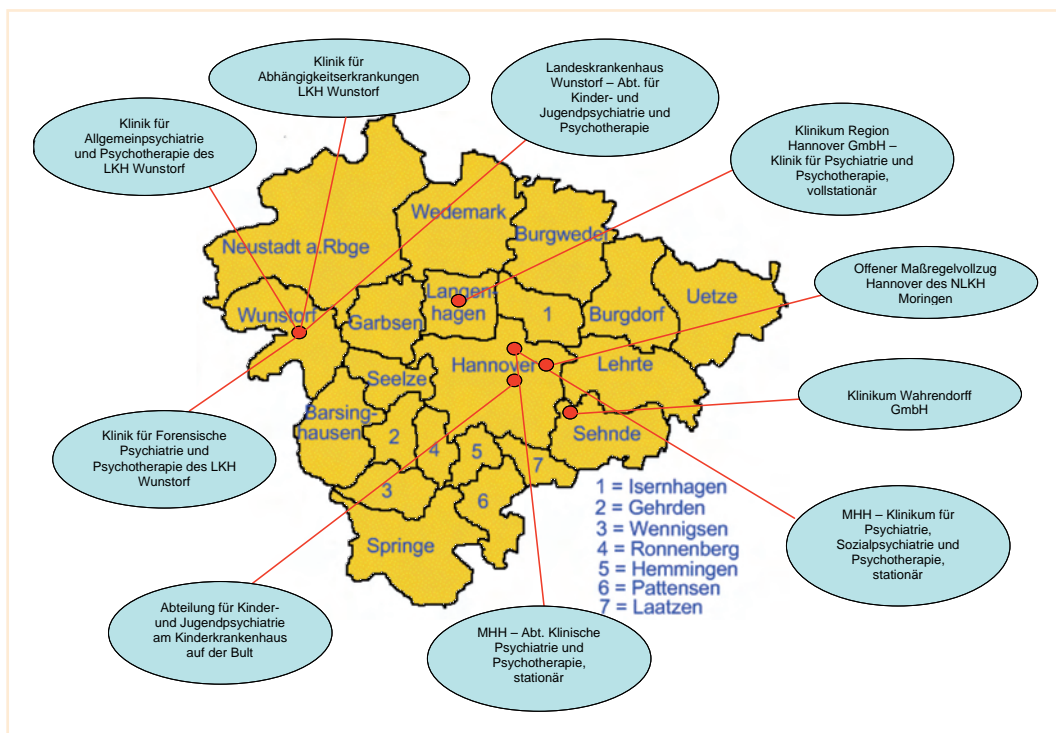 Klinik für
Abhängigkeitserkrankungen
LKH Wunstorf
Landeskrankenhaus
Wunstorf – Abt. für
Kinder- und
Jugendpsychiatrie und
Psychotherapie
Klinik für
Allgemeinpsychiatrie
und Psychotherapie des
LKH Wunstorf
Klinikum Region
Hannover GmbH –
Klinik für Psychiatrie und
Psychotherapie,
vollstationär
Offener Maßregelvollzug
Hannover des NLKH
Moringen
Klinikum Wahrendorff
GmbH
MHH – Klinikum für
Psychiatrie,
Sozialpsychiatrie und
Psychotherapie,
stationär
MHH – Abt. Klinische
Psychiatrie und
Psychotherapie,
stationär
Abteilung für Kinder-
und Jugendpsychiatrie
am Kinderkrankenhaus
auf der Bult
Klinik für Forensische
Psychiatrie und
Psychotherapie des LKH
Wunstorf
Wedemark
Neustadt a.Rbge
Burgwedel
Langen-
hagen
Uetze
Wunstorf
Garbsen
1
Burgdorf
Hannover
Lehrte
Seelze
Barsing-
hausen
2
4
5
7
Sehnde
3
6
Springe
1 = Isernhagen
2 = Gehrden
3 = Wennigsen
4 = Ronnenberg
5 = Hemmingen
6 = Pattensen
7 = Laatzen